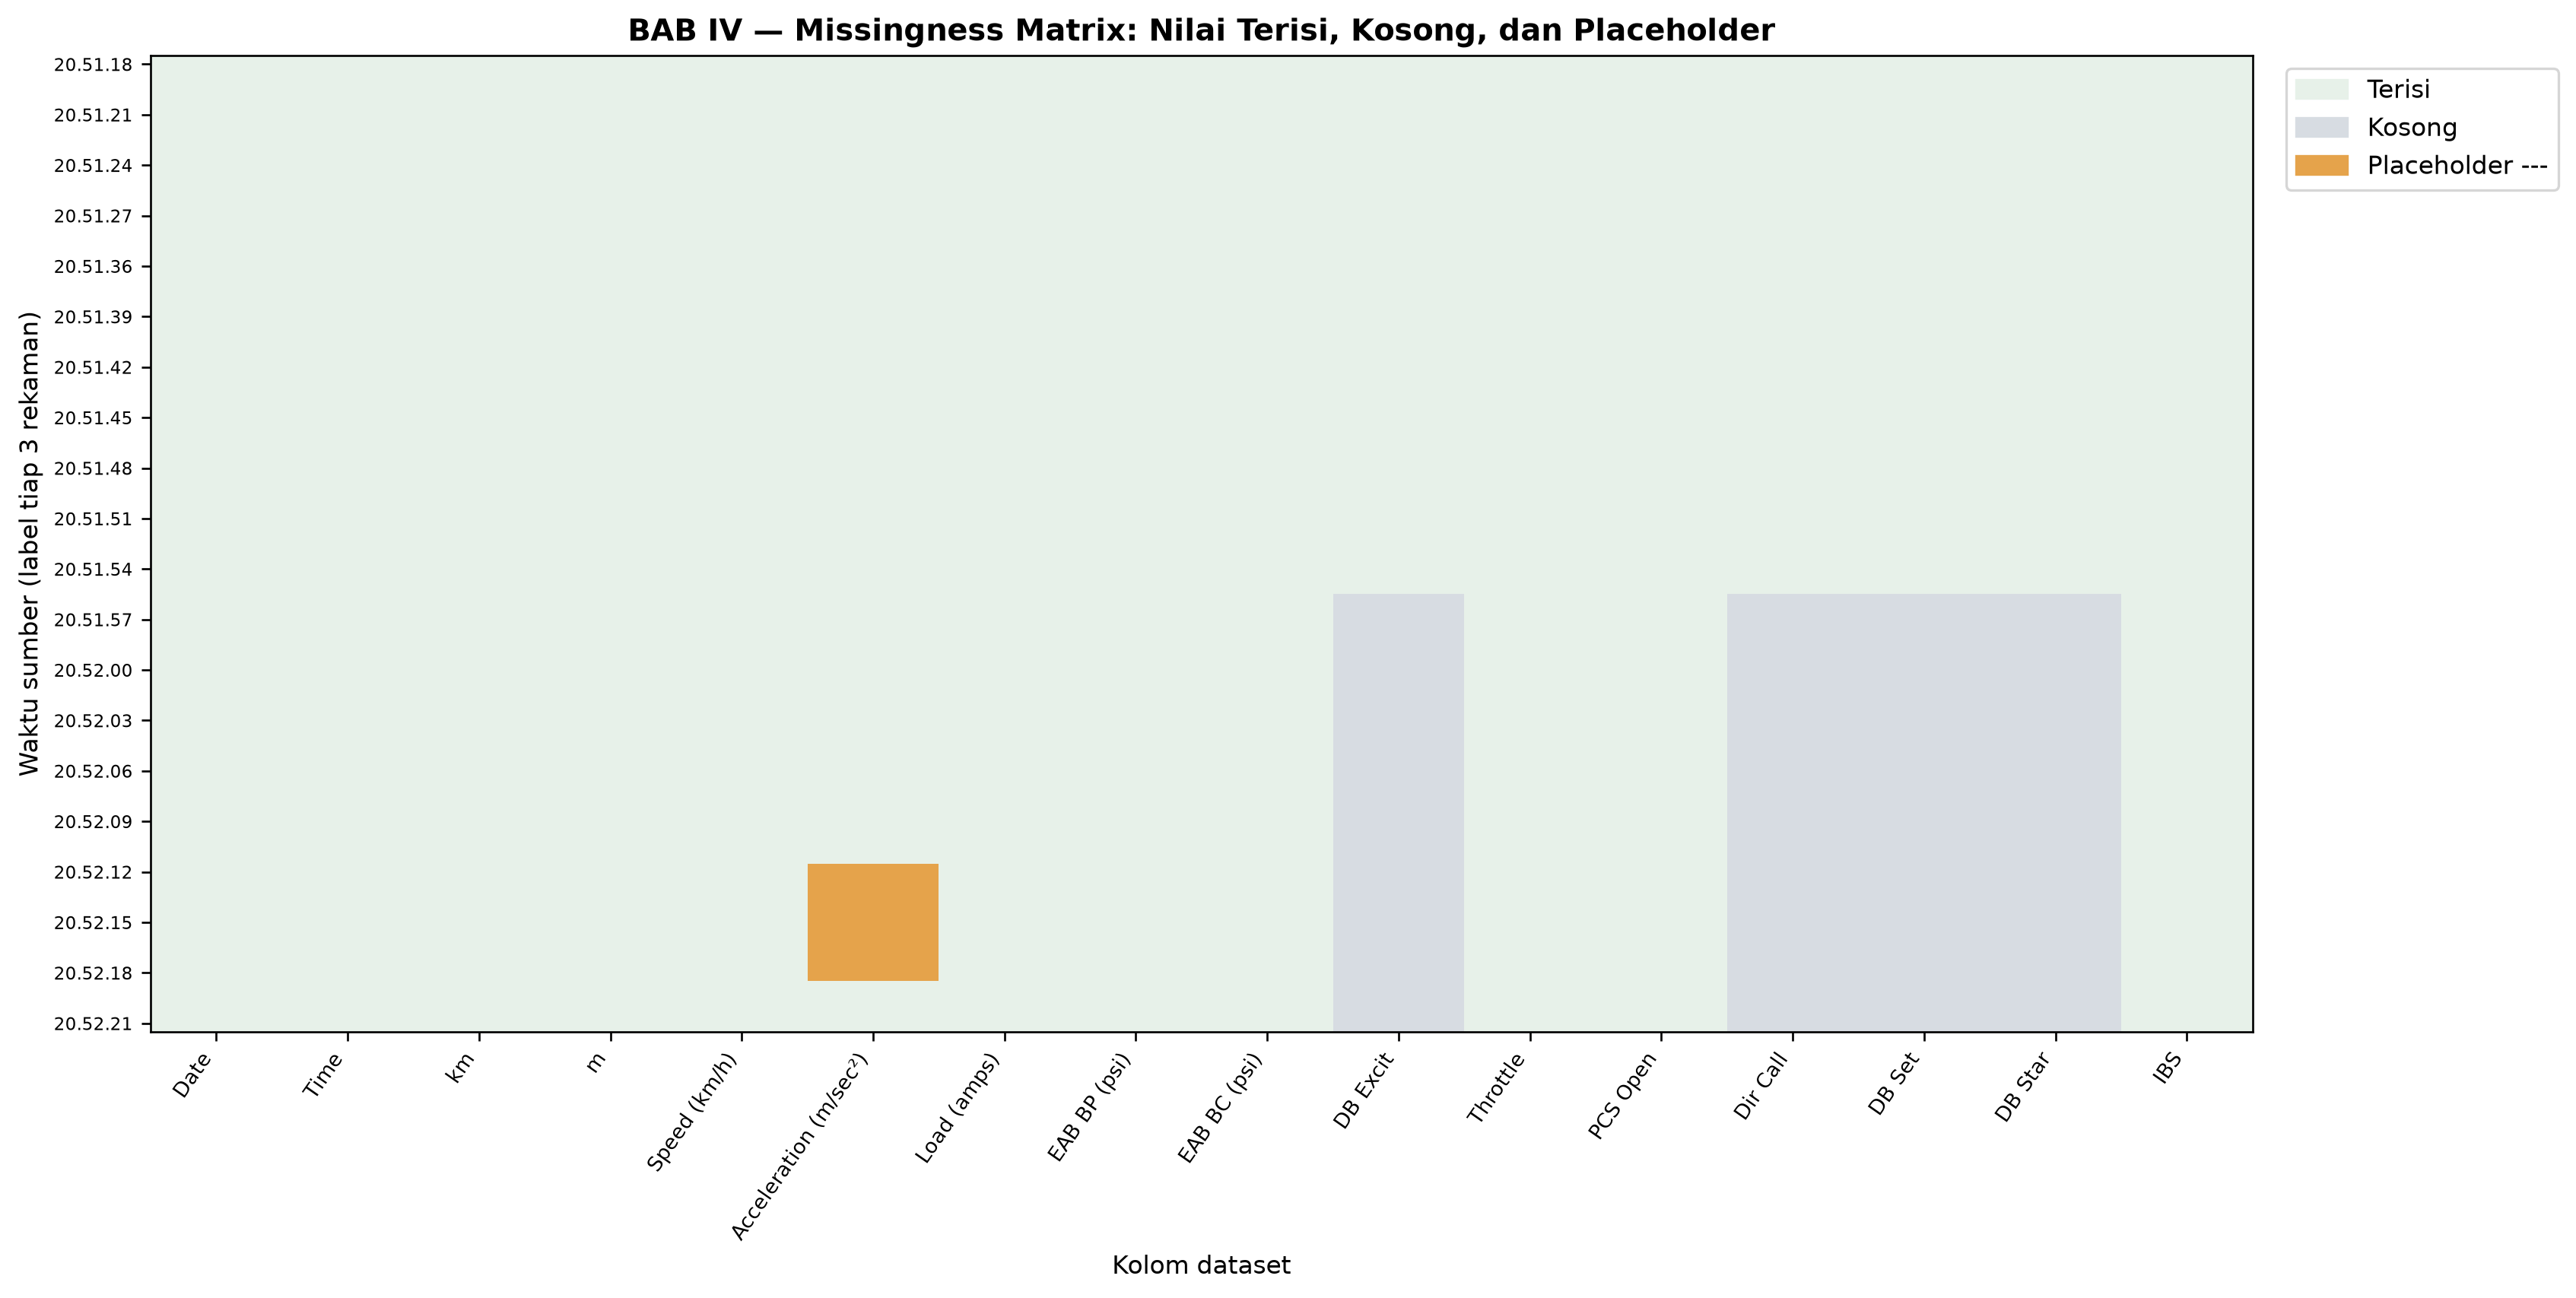 BAB IV — Missingness Matrix: Nilai Terisi, Kosong, dan Placeholder
Terisi
Kosong
Placeholder ---
Waktu sumber (label tiap 3 rekaman)
20.51.18
20.51.21
20.51.24
20.51.27
20.51.36
20.51.39
20.51.42
20.51.45
20.51.48
20.51.51
20.51.54
20.51.57
20.52.00
20.52.03
20.52.06
20.52.09
20.52.12
20.52.15
20.52.18
20.52.21
Date
Time
km
m
Speed (km/h)
Acceleration (m/sec²)
Load (amps)
EAB BP (psi)
EAB BC (psi)
DB Excit
Throttle
PCS Open
Dir Call
DB Set
DB Star
IBS
Kolom dataset